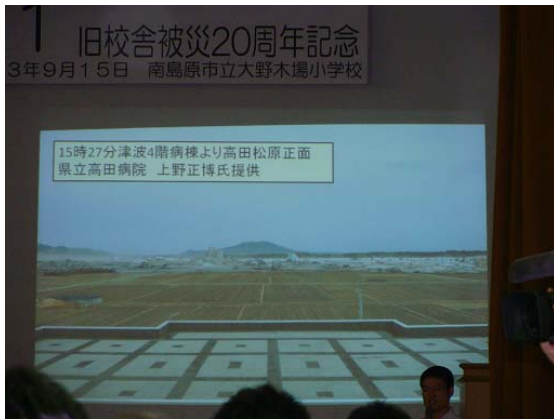 1 旧校舎被災20周年記念
3年9月15日 南島原市立大野木場小学校
15時27分津波4階病棟より高田松原正面
県立高田病院 上野正博氏提供